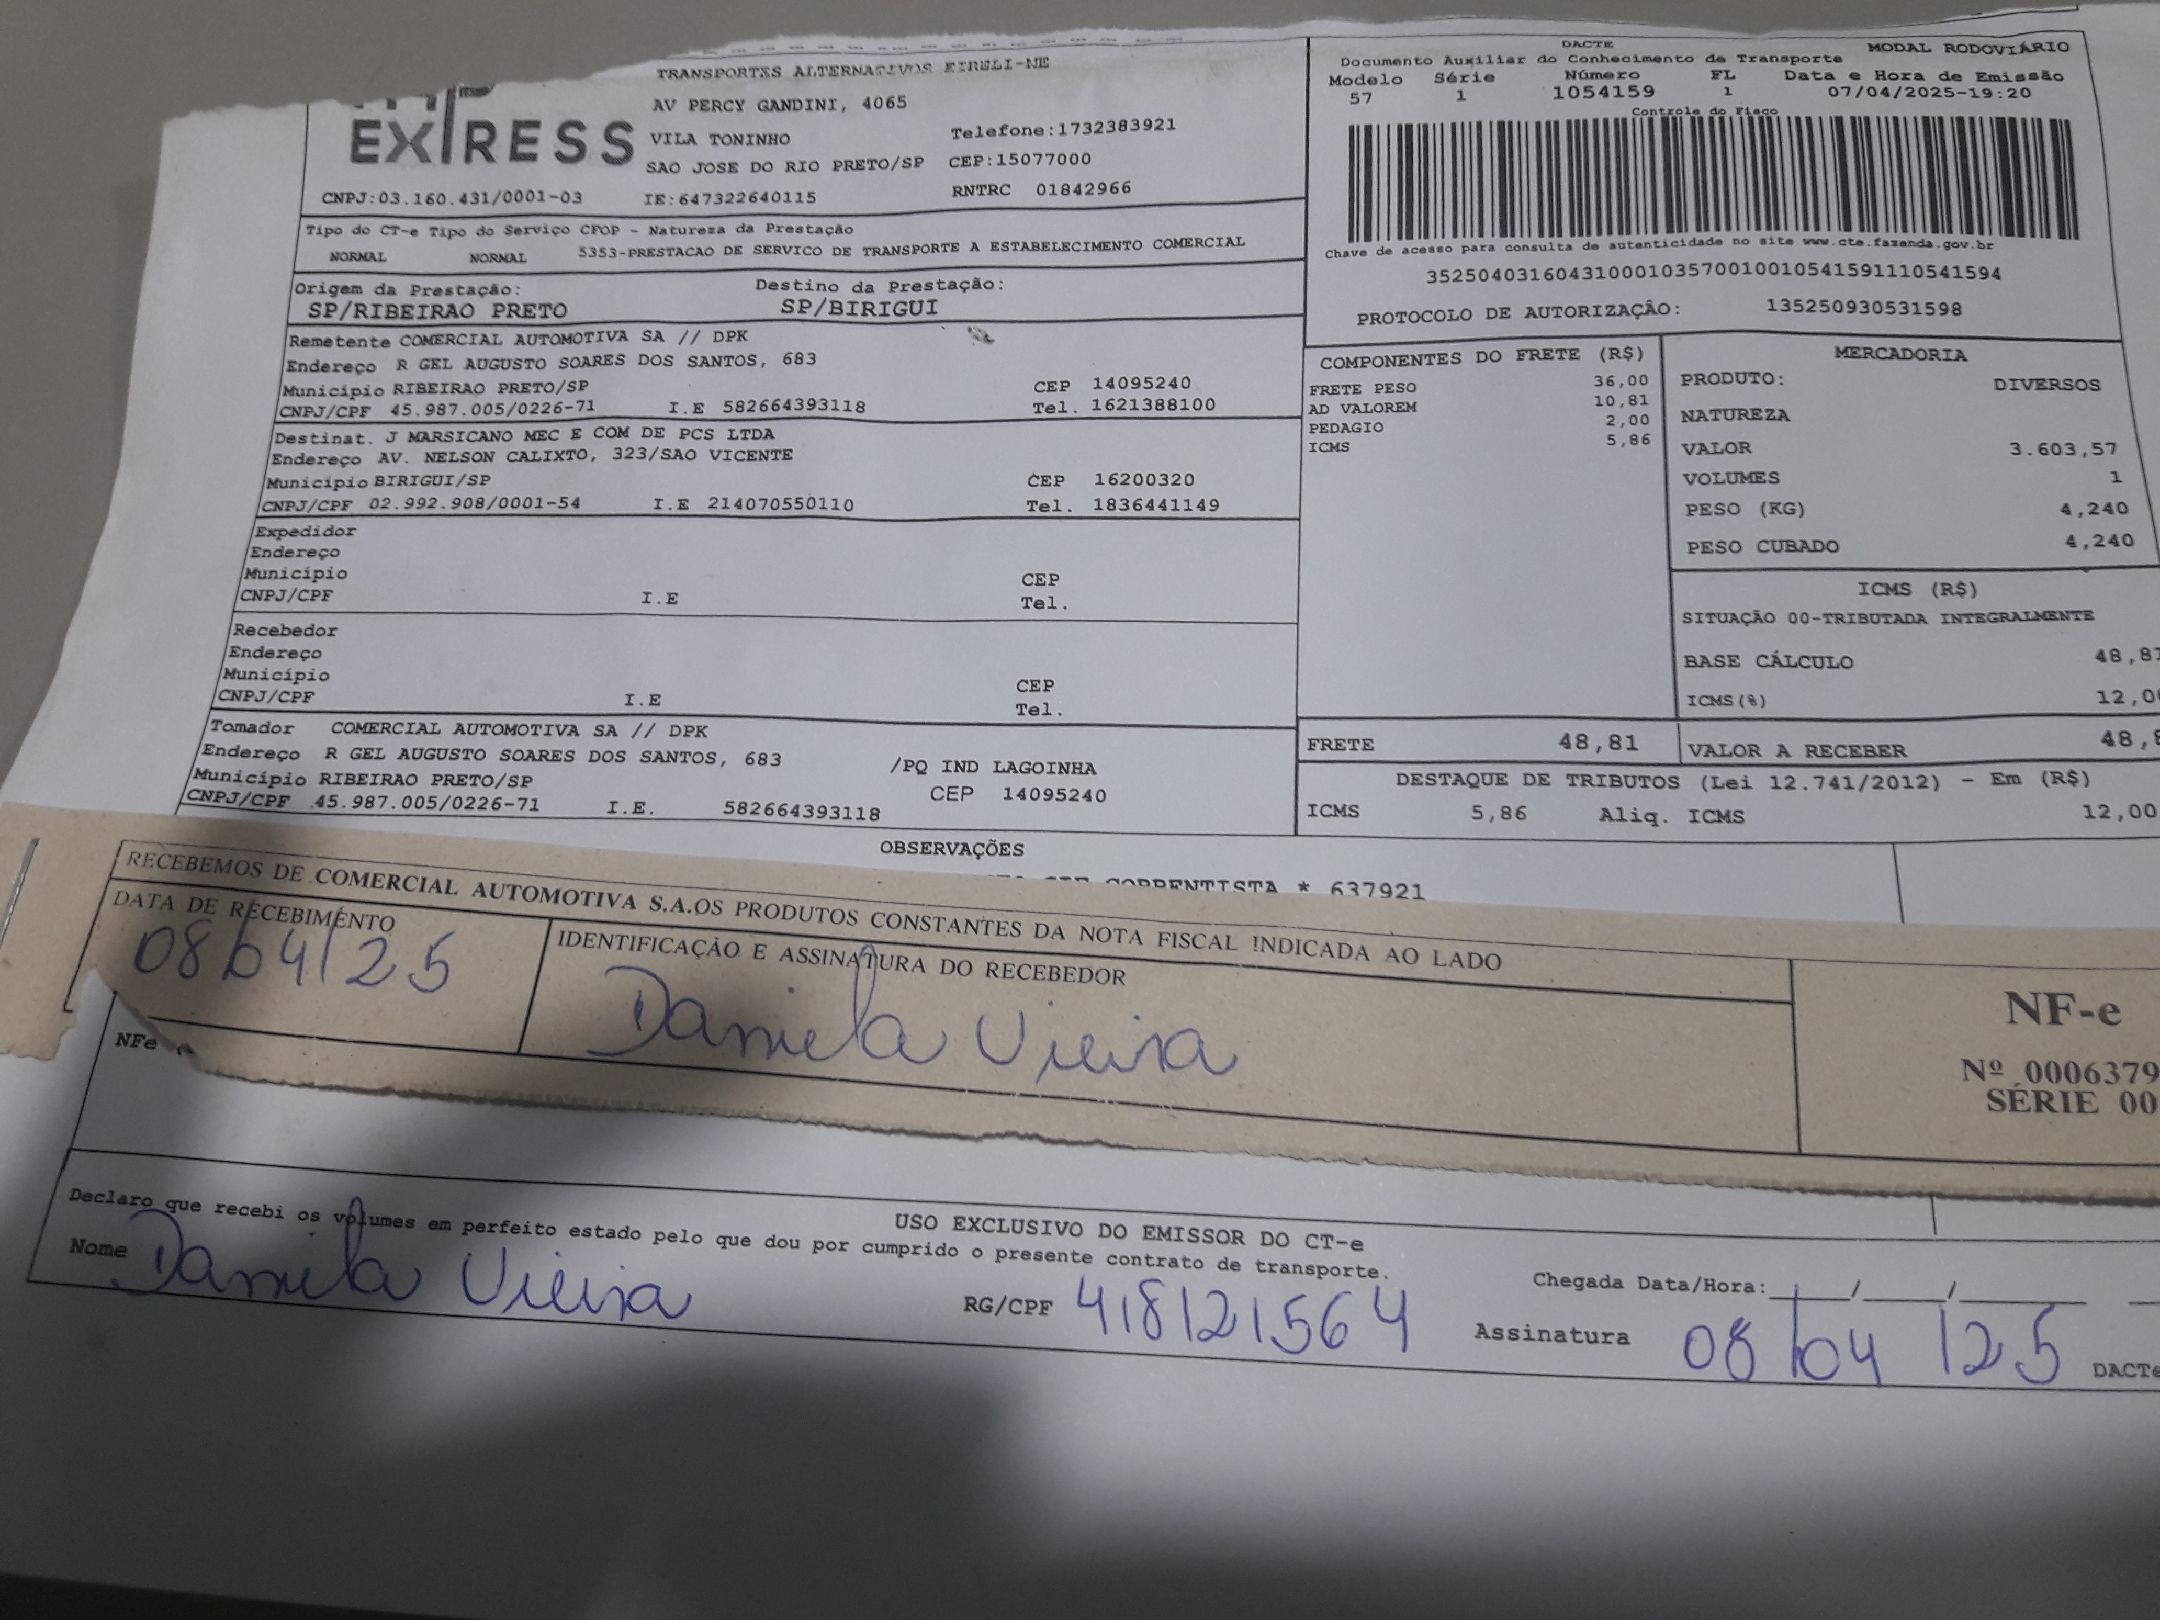 TRANSPORTES ALTERNATIVOS EIRELI-ME
EXPRESS
AV PERCY GANDINI, 4065
VILA TONINHO Telefone:1732383921
SAO JOSE DO RIO PRETO/SP CEP:15077000
CNPJ:03.160.431/0001-03 IE:647322640115 RNTRC 01842966
DACTE MODAL RODOVIÁRIO
Documento Auxiliar do Conhecimento de Transporte
Modelo Série Número FL Data e Hora de Emissão
57 1 1054159 1 07/04/2025-19:20
Controle do Fisco
Chave de acesso para consulta de autenticidade no site www.cte.fazenda.gov.br
35250403160431000103570010010541591110541594
PROTOCOLO DE AUTORIZAÇÃO: 135250930531598
Tipo do CT-e Tipo do Serviço CFOP - Natureza da Prestação
NORMAL NORMAL 5353-PRESTACAO DE SERVICO DE TRANSPORTE A ESTABELECIMENTO COMERCIAL
Origem da Prestação: Destino da Prestação:
SP/RIBEIRAO PRETO SP/BIRIGUI
Remetente COMERCIAL AUTOMOTIVA SA // DPK
Endereço R GEL AUGUSTO SOARES DOS SANTOS, 683
Município RIBEIRAO PRETO/SP CEP 14095240
CNPJ/CPF 45.987.005/0226-71 I.E 582664393118 Tel. 1621388100
Destinat. J MARSICANO MEC E COM DE PCS LTDA
Endereço AV. NELSON CALIXTO, 323/SAO VICENTE
Município BIRIGUI/SP CEP 16200320
CNPJ/CPF 02.992.908/0001-54 I.E 214070550110 Tel. 1836441149
Expedidor
Endereço
Município CEP
CNPJ/CPF I.E Tel.
Recebedor
Endereço
Município CEP
CNPJ/CPF I.E Tel.
Tomador COMERCIAL AUTOMOTIVA SA // DPK
Endereço R GEL AUGUSTO SOARES DOS SANTOS, 683 /PQ IND LAGOINHA
Município RIBEIRAO PRETO/SP CEP 14095240
CNPJ/CPF 45.987.005/0226-71 I.E. 582664393118
COMPONENTES DO FRETE (R$)
FRETE PESO 36,00
AD VALOREM 10,81
PEDAGIO 2,00
ICMS 5,86
MERCADORIA
PRODUTO: DIVERSOS
NATUREZA
VALOR 3.603,57
VOLUMES 1
PESO (KG) 4,240
PESO CUBADO 4,240
ICMS (R$)
SITUAÇÃO 00-TRIBUTADA INTEGRALMENTE
BASE CÁLCULO 48,81
ICMS(%) 12,0
FRETE 48,81 VALOR A RECEBER 48,8
DESTAQUE DE TRIBUTOS (Lei 12.741/2012) - Em (R$)
ICMS 5,86 Aliq. ICMS 12,00
OBSERVAÇÕES
CORRENTISTA * 637921
RECEBEMOS DE COMERCIAL AUTOMOTIVA S.A.OS PRODUTOS CONSTANTES DA NOTA FISCAL INDICADA AO LADO
DATA DE RECEBIMENTO IDENTIFICAÇÃO E ASSINATURA DO RECEBEDOR
08/04/25 Daniela Vieira
NF-e
Nº 0006379
SÉRIE 00
NFe
USO EXCLUSIVO DO EMISSOR DO CT-e
Declaro que recebi os volumes em perfeito estado pelo que dou por cumprido o presente contrato de transporte.
Nome Daniela Vieira RG/CPF 418121564 Chegada Data/Hora:____/____/____
Assinatura 08/04/25 DACTe